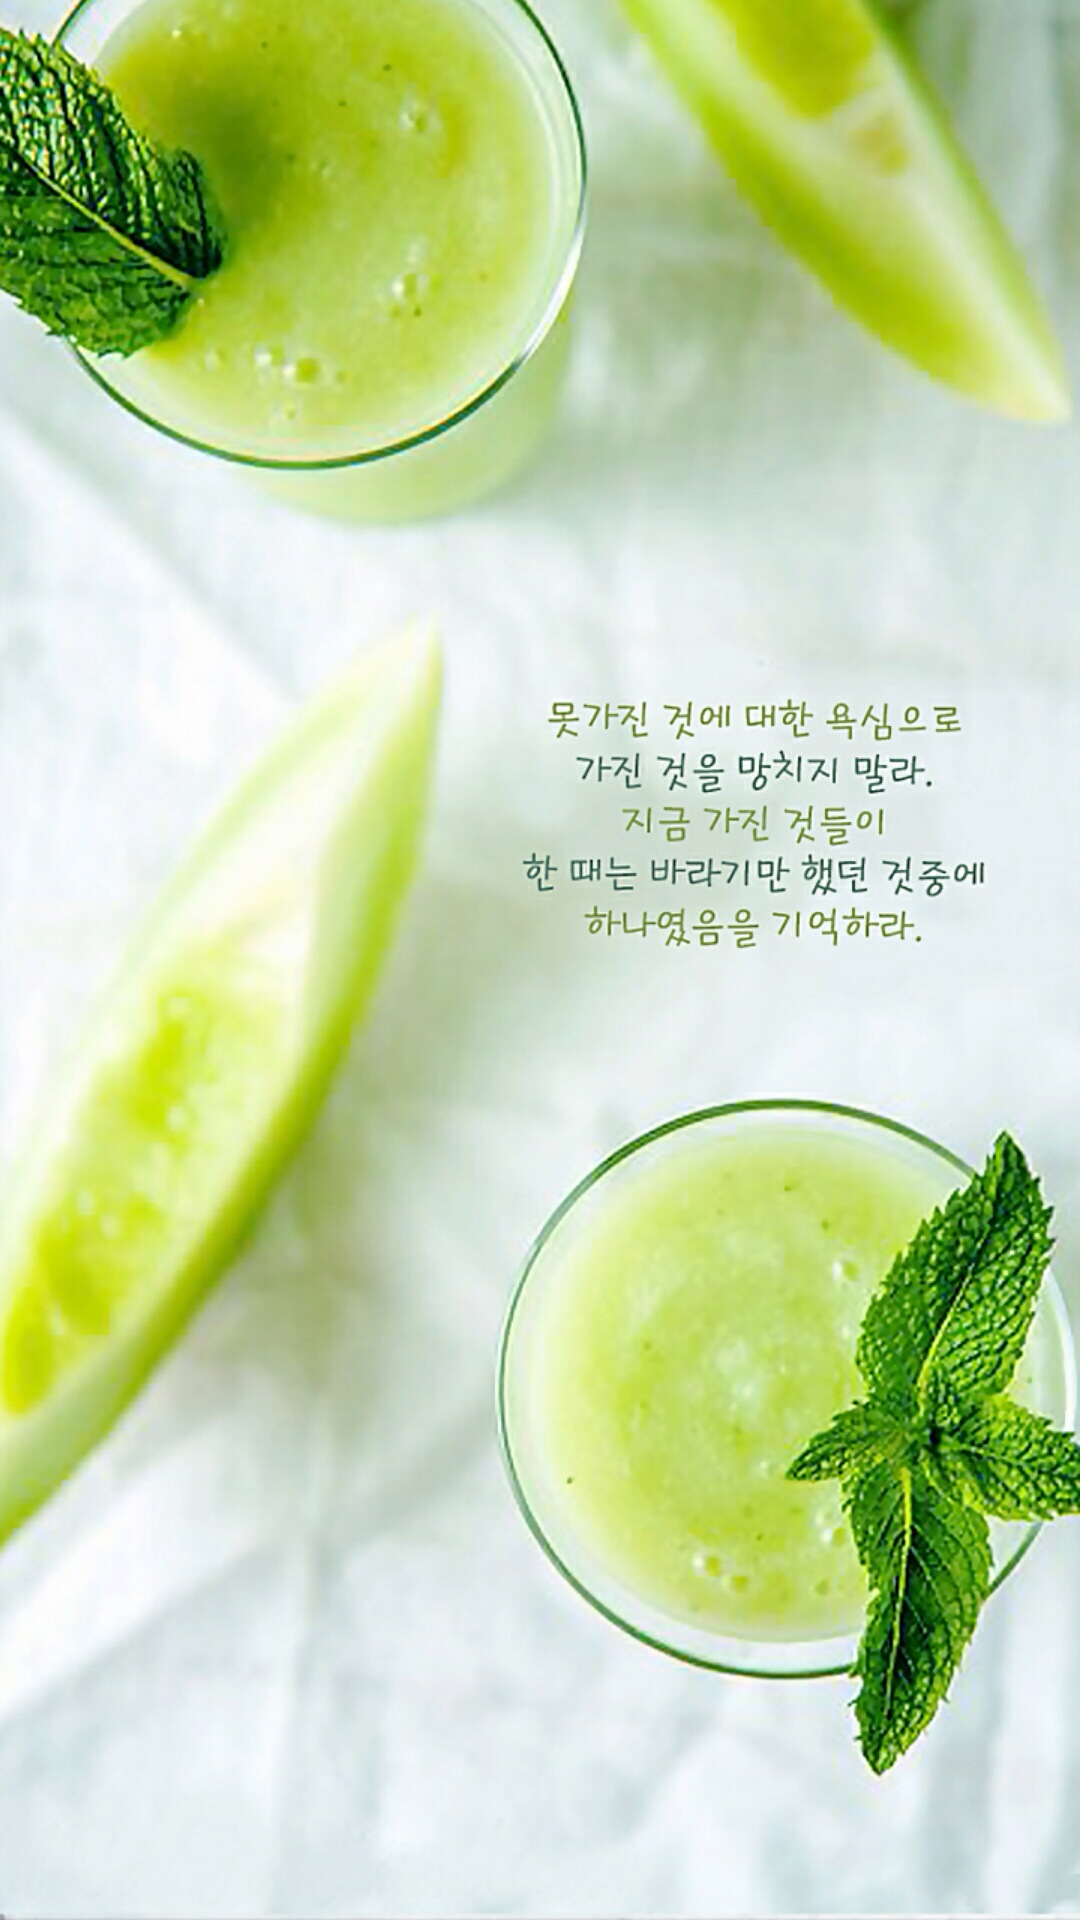 못가진 것에 대한 욕심으로
가진 것을 망치지 말라.
지금 가진 것들이
한 때는 바라기만 했던 것중에
하나였음을 기억하라.